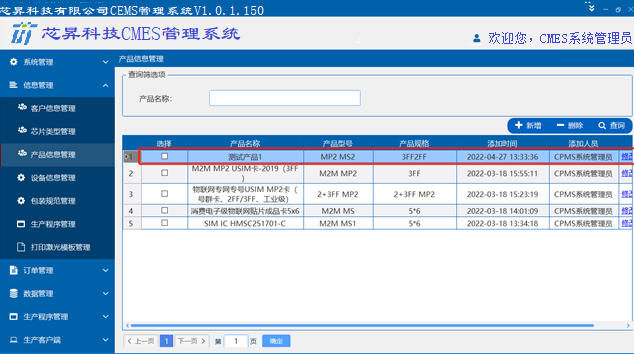 芯昇科技有限公司CEMS管理系统V1.0.1.150
芯昇科技CMES管理系统
欢迎您，CMES系统管理员
系统管理
信息管理
客户信息管理
芯片类型管理
产品信息管理
设备信息管理
包装规范管理
生产程序管理
打印激光模板管理
订单管理
数据管理
生产程序管理
生产客户端
产品信息管理
查询筛选项
产品名称:
新增 删除 查询
选择 产品名称 产品型号 产品规格 添加时间 添加人员
1 测试产品1 MP2 MS2 3FF2FF 2022-04-27 13:33:36 CPMS系统管理员 修改
2 M2M MP2 USIM卡-2019（3FF
） M2M MP2 3FF 2022-03-18 15:55:11 CPMS系统管理员 修改
3 物联网专网专号USIM MP2卡（
号群卡、2FF/3FF、工业级） 2+3FF MP2 2+3FF MP2 2022-03-18 15:23:19 CPMS系统管理员 修改
4 消费电子级物联网贴片成品卡5x6 M2M MS 5*6 2022-03-18 14:01:09 CPMS系统管理员 修改
5 SIM IC HMSC251701-C M2M MS1 5*6 2022-03-18 13:34:18 CPMS系统管理员 修改
上一页 1 下一页 第 1 页 确定